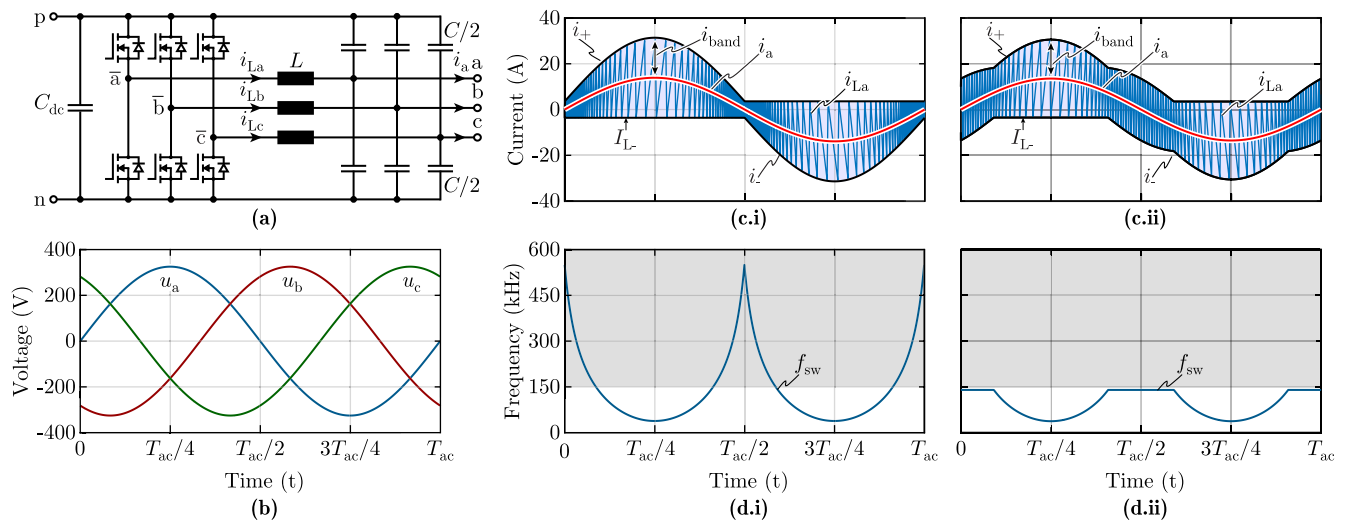 p
C/2
i_La L i_a a
a̅
i_Lb b
C_dc b̅
i_Lc c
c̅
C/2
n
(a)
Voltage (V)
400
200
0
-200
-400
u_a u_b u_c
0 T_ac/4 T_ac/2 3T_ac/4 T_ac
Time (t)
(b)
Current (A)
40
20
0
-20
-40
i_+ i_band i_a i_La
I_L-
i_-
(c.i)
i_+ i_band i_a i_La
I_L-
i_-
(c.ii)
Frequency (kHz)
600
450
300
150
0
f_sw
0 T_ac/4 T_ac/2 3T_ac/4 T_ac
Time (t)
(d.i)
f_sw
0 T_ac/4 T_ac/2 3T_ac/4 T_ac
Time (t)
(d.ii)